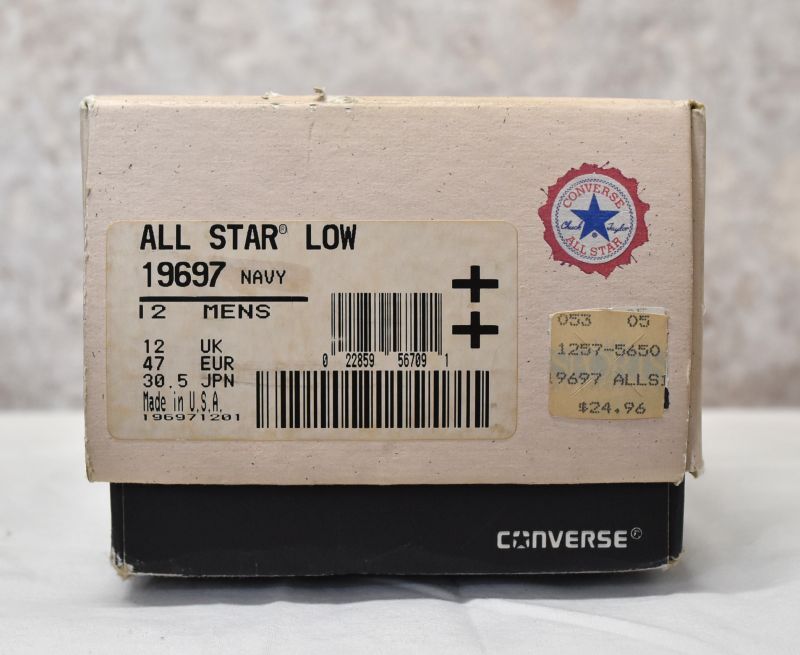 ALL STAR® LOW
19697 NAVY
12 MENS
12 UK
47 EUR
30.5 JPN
Made in U.S.A.
196971201
0 22859 56709 1
CONVERSE
Chuck Taylor
ALL STAR
®
053 05
1257-5650
19697 ALLS
$24.96
CONVERSE®